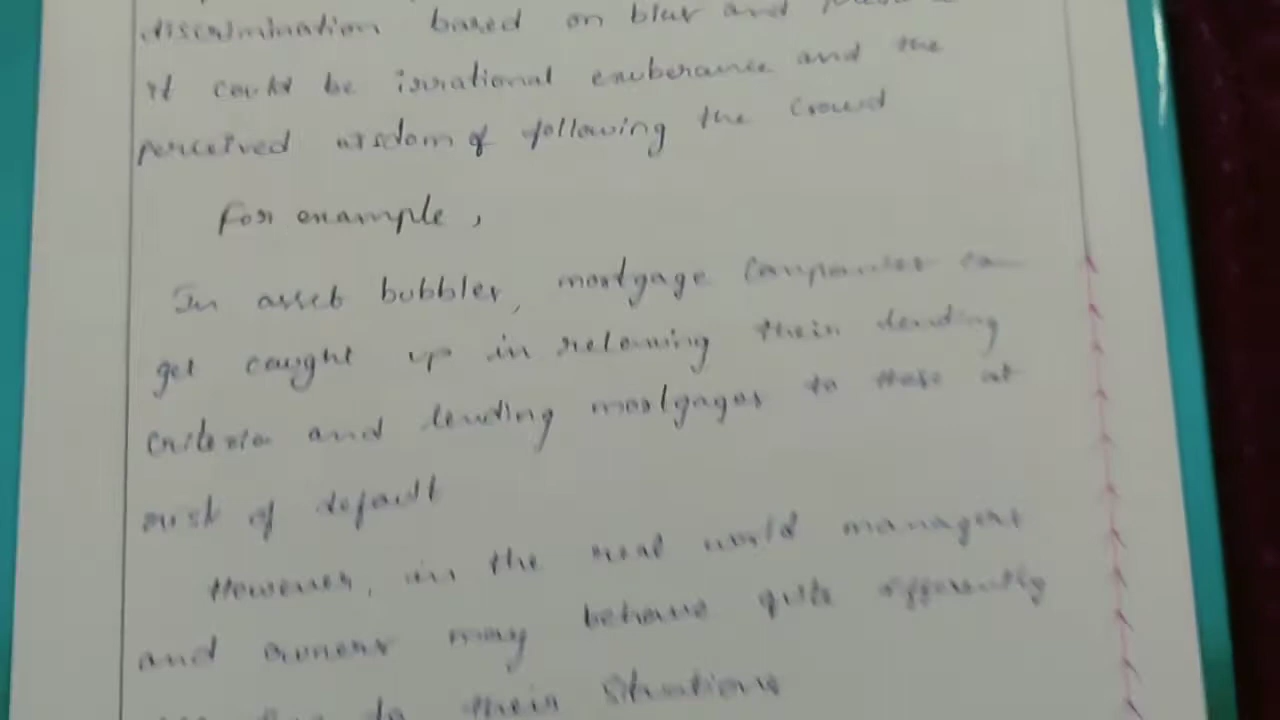 discrimination based on blur and
it could be irrational exuberance and the
perceived wisdom of following the crowd
For example,
In asset bubbles, mortgage companies can
get caught up in relaxing their lending
criteria and lending mortgages to those at
risk of default
However, in the real world managers
and owners may behave quite differently
to their situations